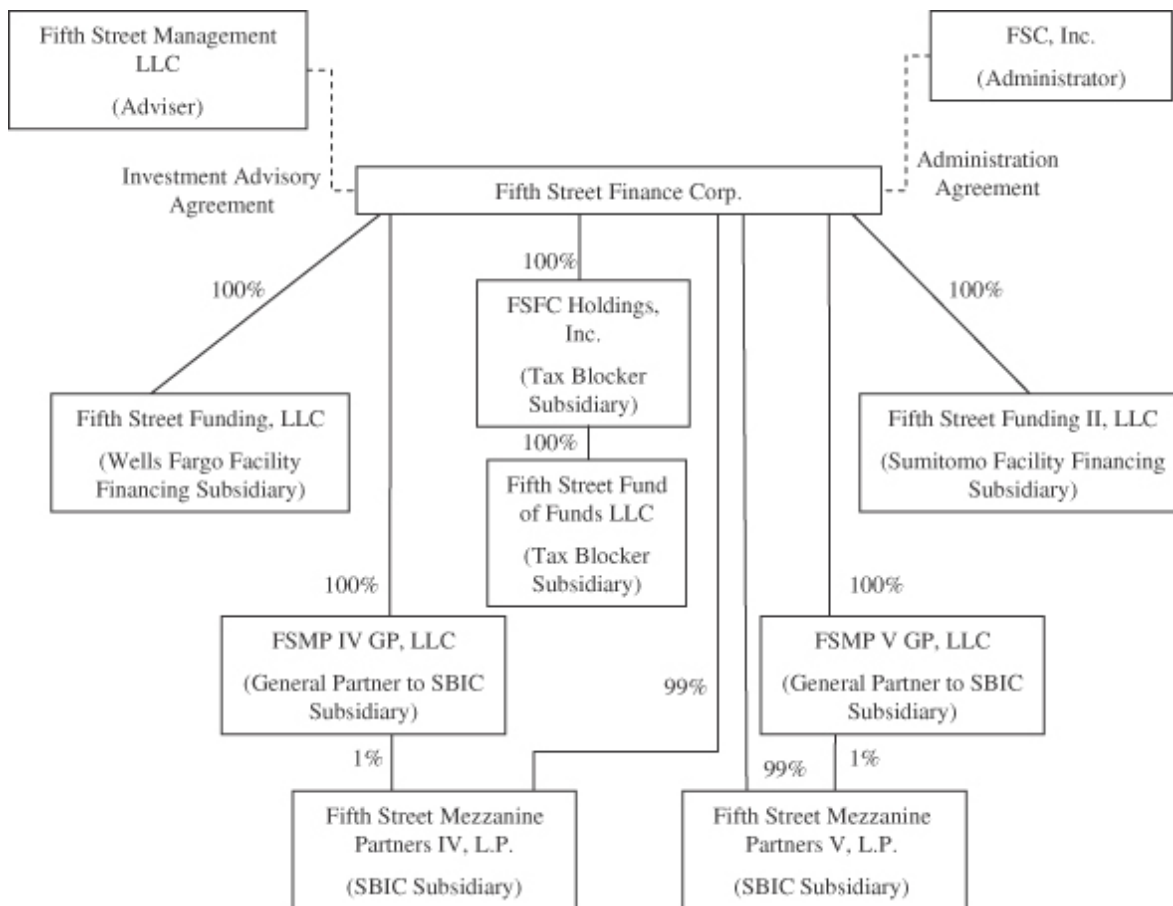 Fifth Street Management
LLC
(Adviser)
FSC, Inc.
(Administrator)
Investment Advisory
Agreement
Fifth Street Finance Corp.
Administration
Agreement
100%
100%
100%
FSFC Holdings,
Inc.
(Tax Blocker
Subsidiary)
Fifth Street Funding, LLC
(Wells Fargo Facility
Financing Subsidiary)
100%
Fifth Street Fund
of Funds LLC
(Tax Blocker
Subsidiary)
Fifth Street Funding II, LLC
(Sumitomo Facility Financing
Subsidiary)
100%
100%
FSMP IV GP, LLC
(General Partner to SBIC
Subsidiary)
99%
FSMP V GP, LLC
(General Partner to SBIC
Subsidiary)
1%
99%
1%
Fifth Street Mezzanine
Partners IV, L.P.
(SBIC Subsidiary)
Fifth Street Mezzanine
Partners V, L.P.
(SBIC Subsidiary)